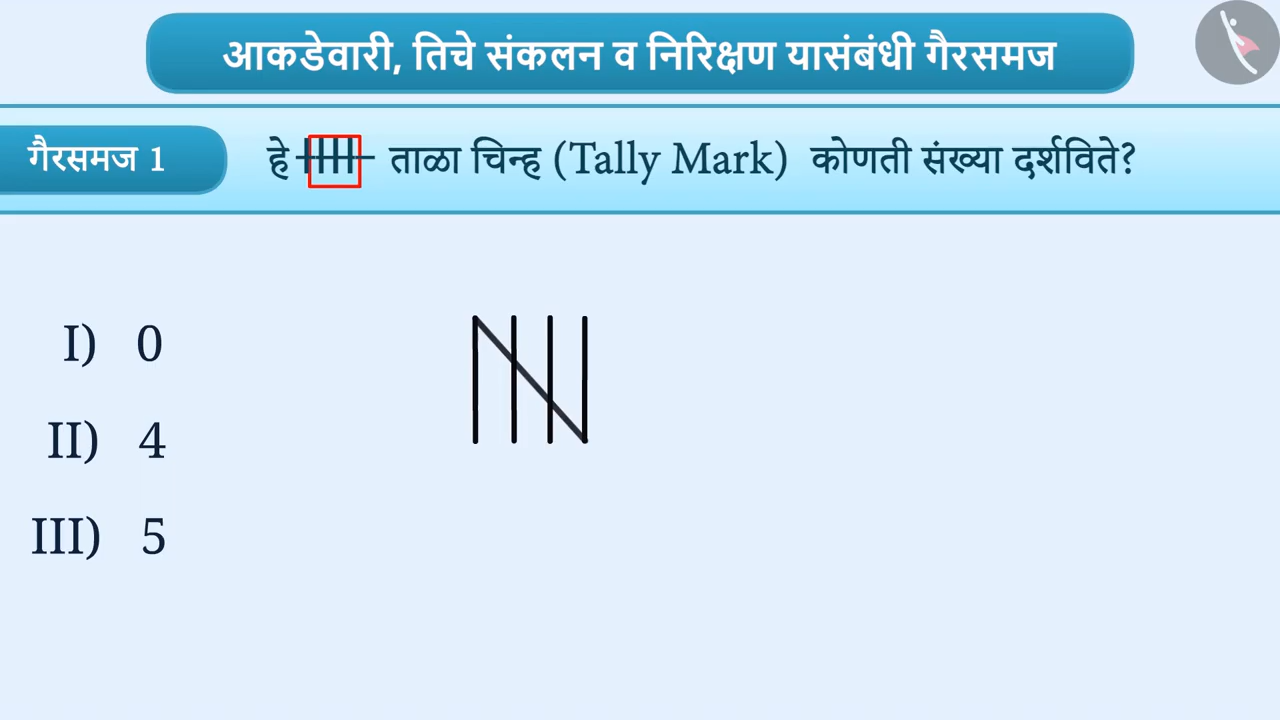 आकडेवारी, तिचे संकलन व निरिक्षण यासंबंधी गैरसमज
गैरसमज 1
हे ताळा चिन्ह (Tally Mark) कोणती संख्या दर्शविते?
I) 0
II) 4
III) 5